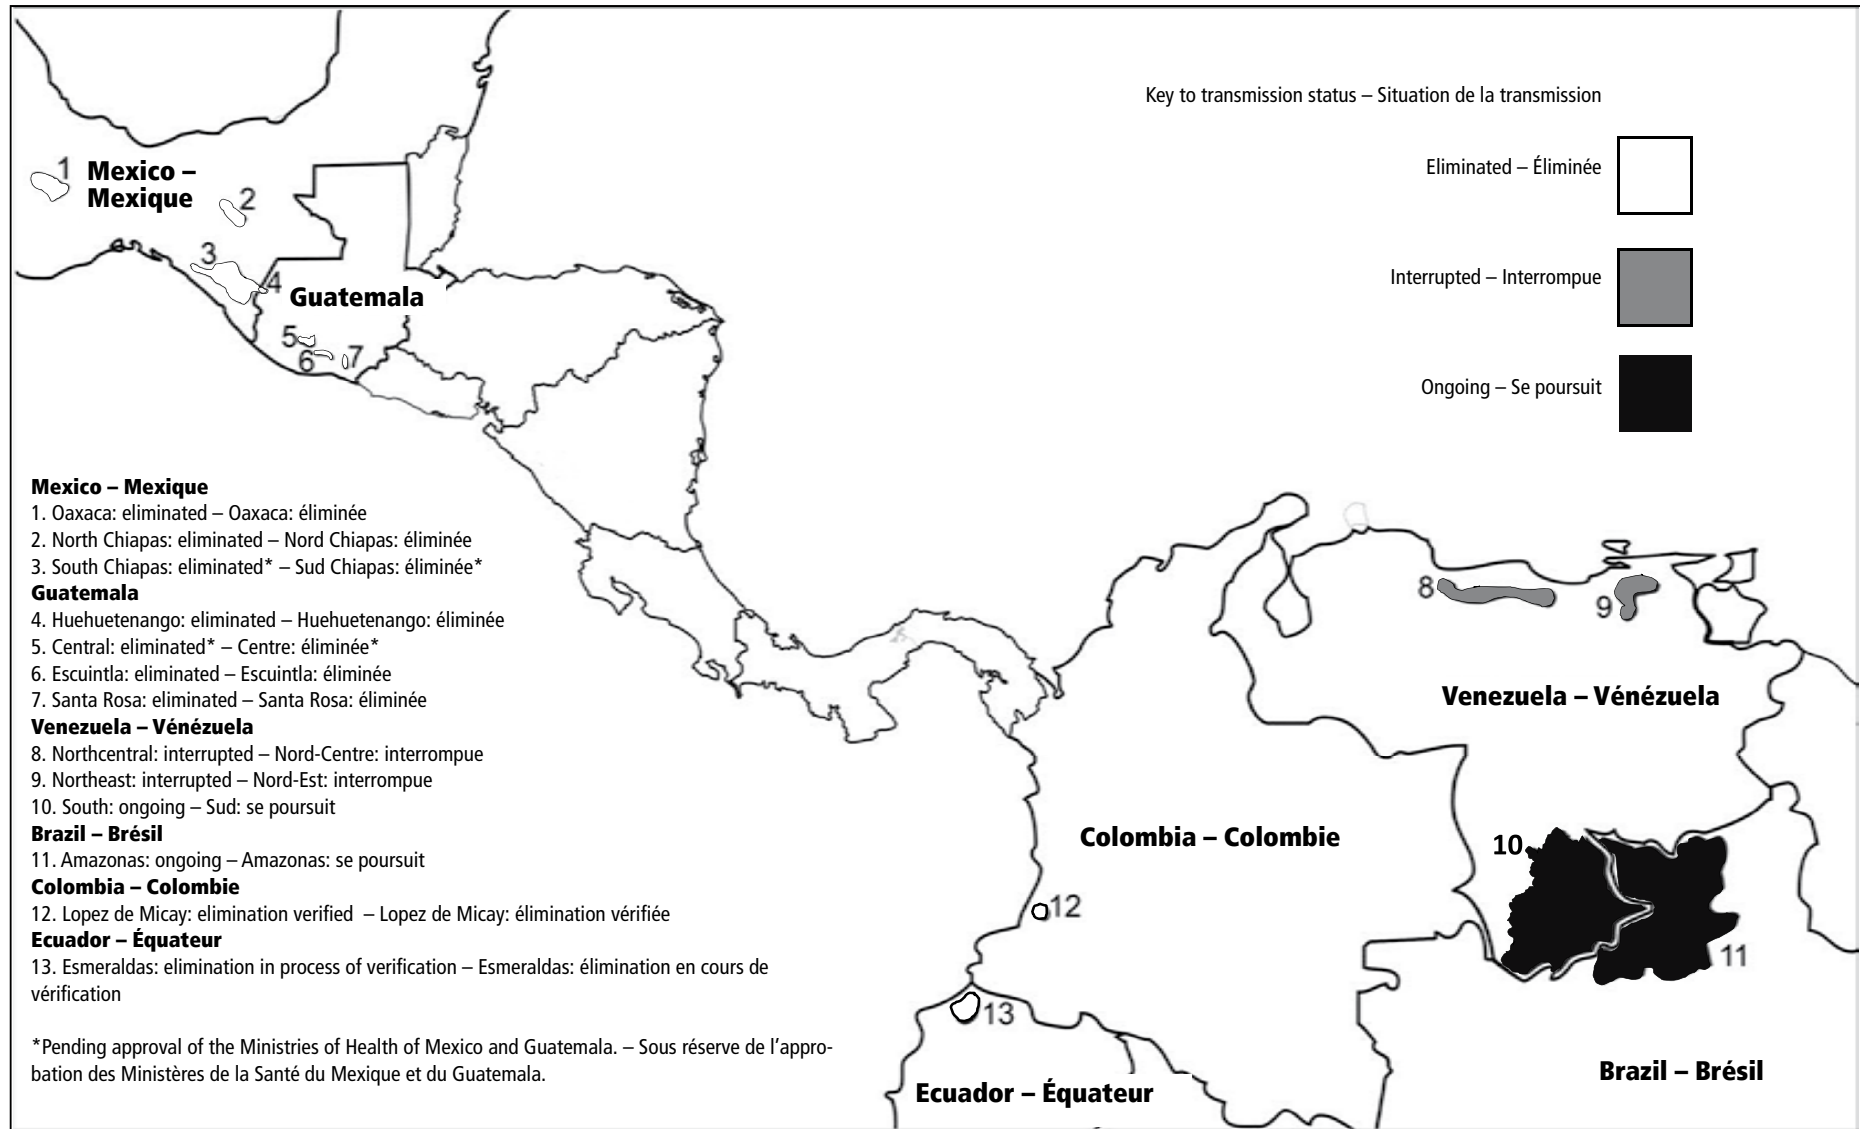 Key to transmission status – Situation de la transmission
Eliminated – Éliminée
Interrupted – Interrompue
Ongoing – Se poursuit
1
Mexico –
Mexique
2
3
4
Guatemala
5
6
7
Mexico – Mexique
1. Oaxaca: eliminated – Oaxaca: éliminée
2. North Chiapas: eliminated – Nord Chiapas: éliminée
3. South Chiapas: eliminated* – Sud Chiapas: éliminée*
Guatemala
4. Huehuetenango: eliminated – Huehuetenango: éliminée
5. Central: eliminated* – Centre: éliminée*
6. Escuintla: eliminated – Escuintla: éliminée
7. Santa Rosa: eliminated – Santa Rosa: éliminée
Venezuela – Vénézuela
8. Northcentral: interrupted – Nord-Centre: interrompue
9. Northeast: interrupted – Nord-Est: interrompue
10. South: ongoing – Sud: se poursuit
Brazil – Brésil
11. Amazonas: ongoing – Amazonas: se poursuit
Colombia – Colombie
12. Lopez de Micay: elimination verified – Lopez de Micay: élimination vérifiée
Ecuador – Équateur
13. Esmeraldas: elimination in process of verification – Esmeraldas: élimination en cours de
vérification
*Pending approval of the Ministries of Health of Mexico and Guatemala. – Sous réserve de l'appro-
bation des Ministères de la Santé du Mexique et du Guatemala.
8
9
Venezuela – Vénézuela
Colombia – Colombie
10
12
11
13
Ecuador – Équateur
Brazil – Brésil